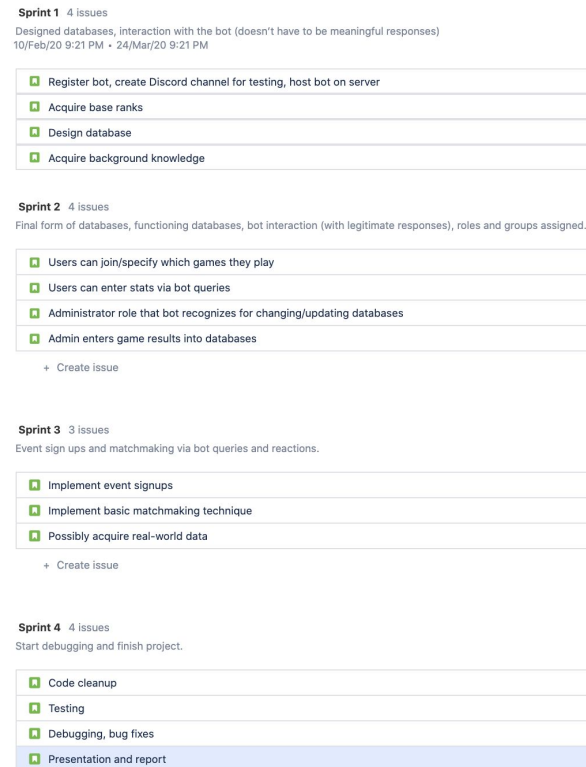 Sprint 1 4 issues
Designed databases, interaction with the bot (doesn't have to be meaningful responses)
10/Feb/20 9:21 PM • 24/Mar/20 9:21 PM
Register bot, create Discord channel for testing, host bot on server
Acquire base ranks
Design database
Acquire background knowledge
Sprint 2 4 issues
Final form of databases, functioning databases, bot interaction (with legitimate responses), roles and groups assigned.
Users can join/specify which games they play
Users can enter stats via bot queries
Administrator role that bot recognizes for changing/updating databases
Admin enters game results into databases
+ Create issue
Sprint 3 3 issues
Event sign ups and matchmaking via bot queries and reactions.
Implement event signups
Implement basic matchmaking technique
Possibly acquire real-world data
+ Create issue
Sprint 4 4 issues
Start debugging and finish project.
Code cleanup
Testing
Debugging, bug fixes
Presentation and report